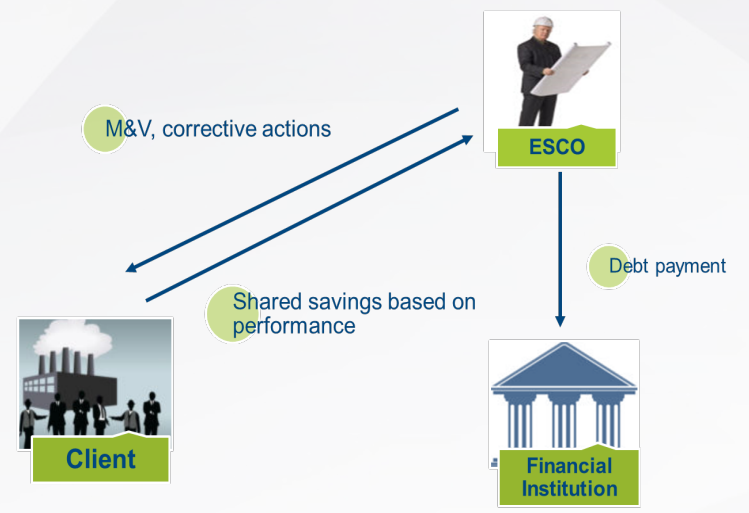 ESCO
M&V, corrective actions
Debt payment
Shared savings based on
performance
Client
Financial
Institution